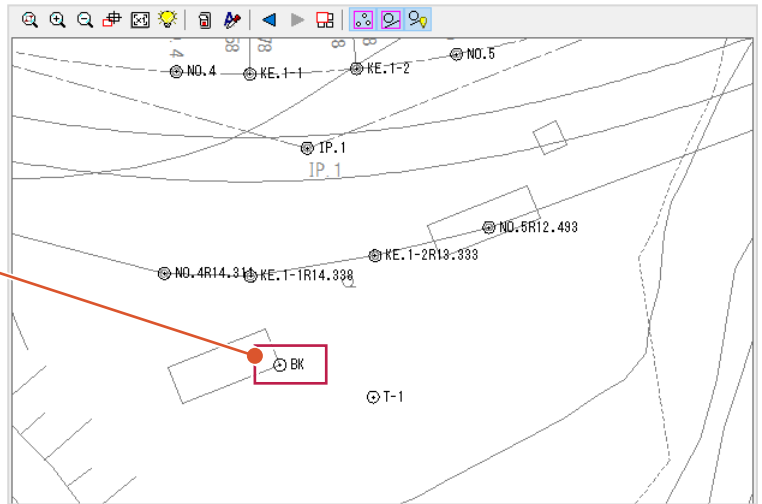 NO.5
NO.4
KE.1-1
KE.1-2
IP.1
IP.1
NO.5R12.493
KE.1-2R13.333
NO.4R14.311
KE.1-1R14.338
BK
T-1